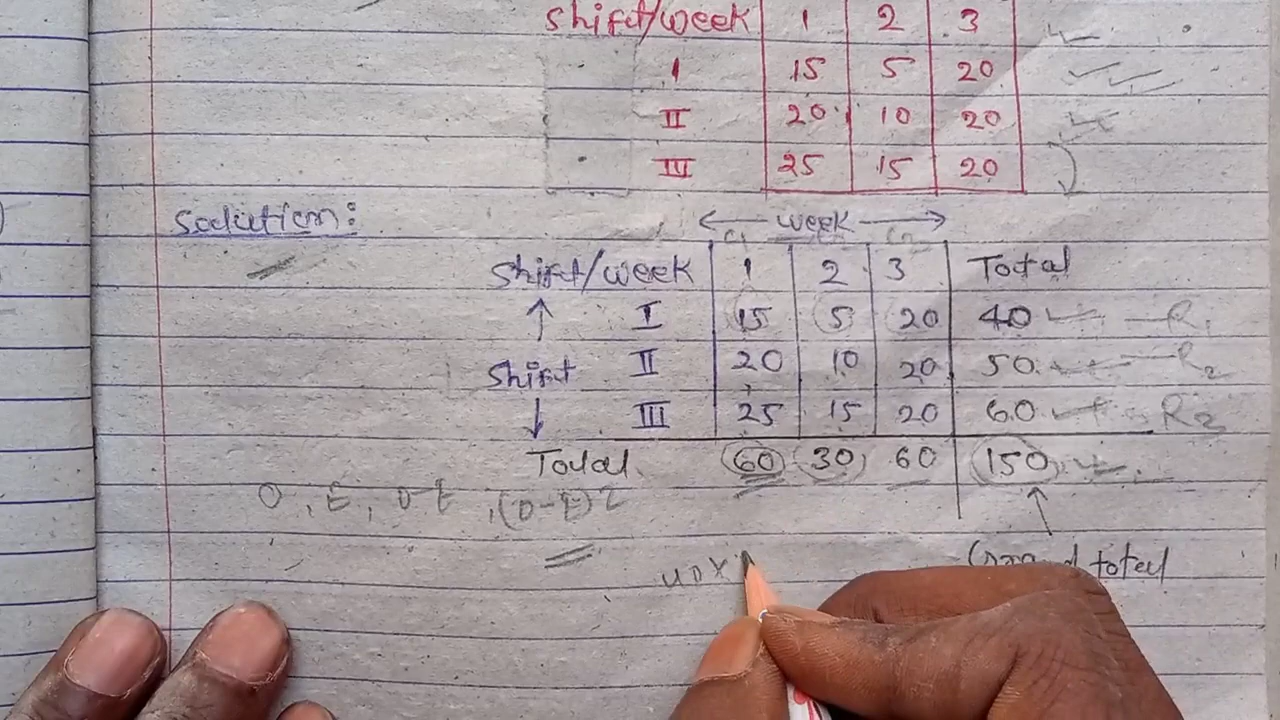 Shift/week 1 2 3
I 15 5 20
II 20 10 20
III 25 15 20
Solution:
← week →
C1
Shift/week 1 2 3 Total
I 15 5 20 40 R1
Shift II 20 10 20 50 R2
III 25 15 20 60 R3
Total 60 30 60 150
O, E, O-E, (O-E)2
Grand total
40×